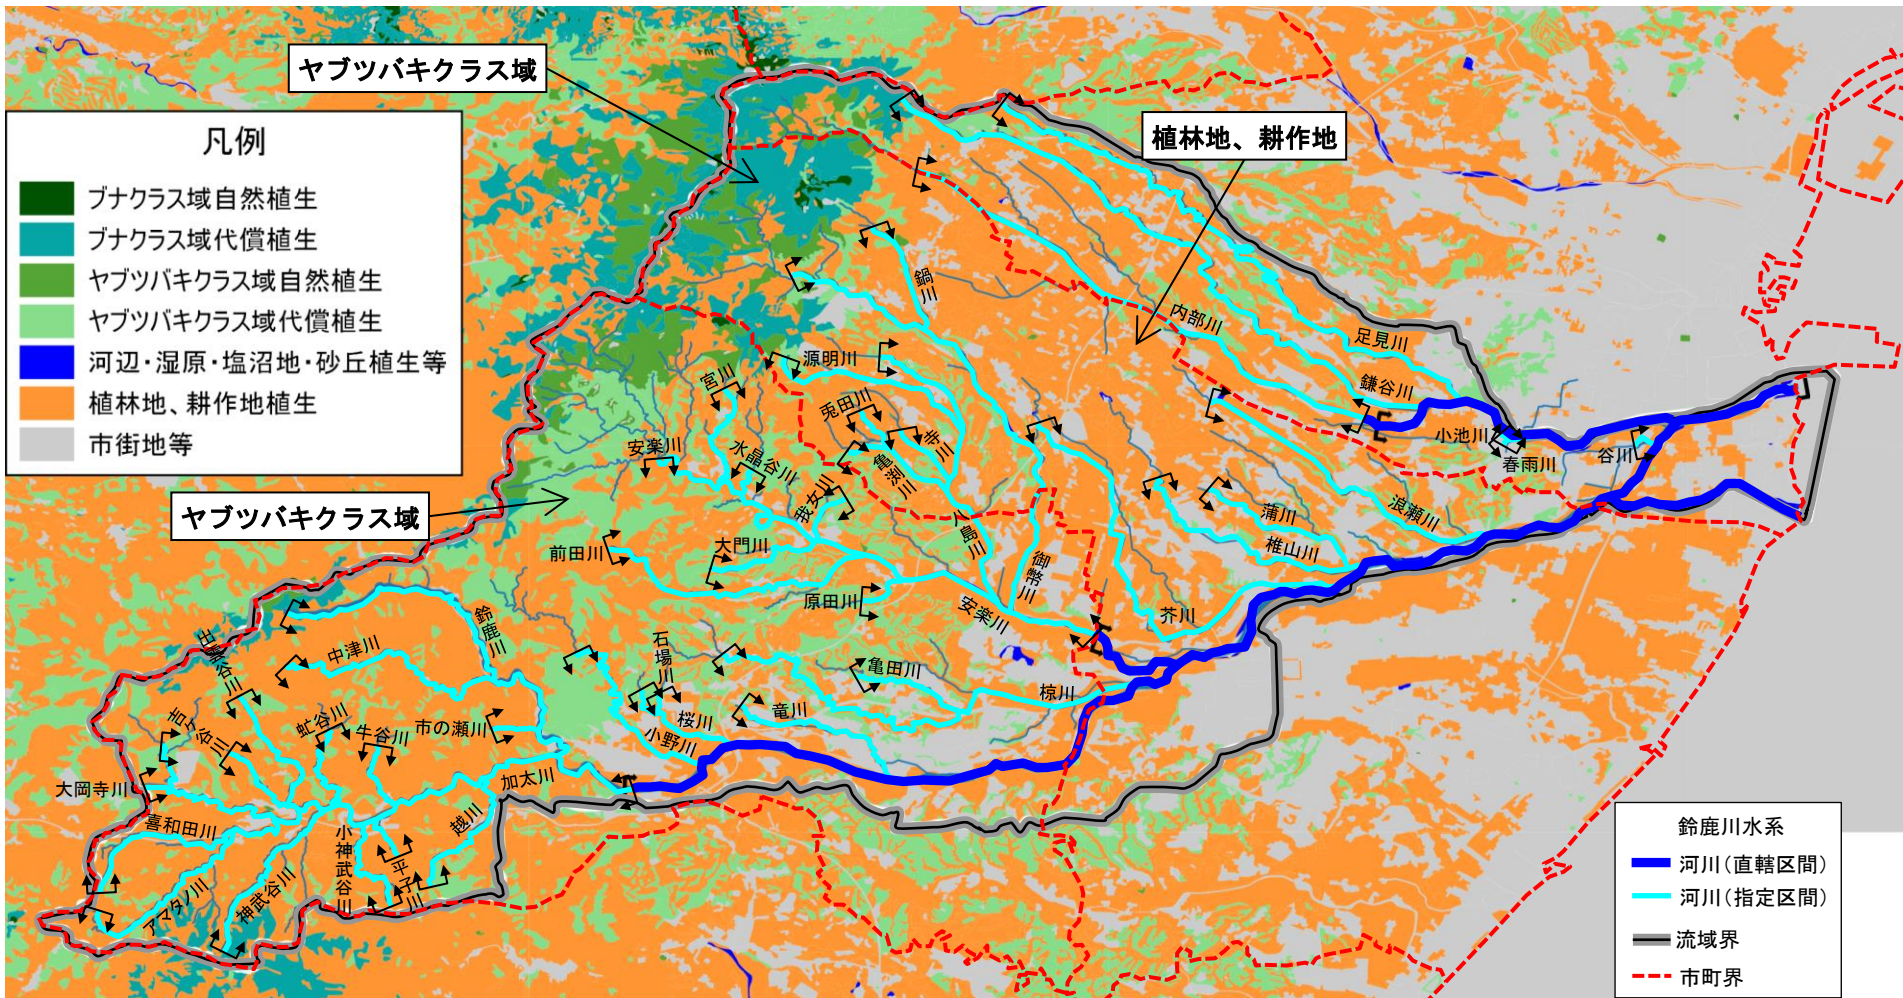 ヤブツバキクラス域
植林地、耕作地
凡例
ブナクラス域自然植生
ブナクラス域代償植生
ヤブツバキクラス域自然植生
ヤブツバキクラス域代償植生
河辺・湿原・塩沼地・砂丘植生等
植林地、耕作地植生
市街地等
鍋川
内部川
足見川
源明川
宮川
鎌谷川
兎田川
寺川
小池川
春雨川
谷川
安楽川
水晶谷川
亀渕川
我女川
ヤブツバキクラス域
浪瀬川
蒲川
椎山川
八島川
御幣川
前田川
大門川
原田川
安楽川
芥川
鈴鹿川
石場川
中津川
亀田川
椋川
竜川
桜川
小野川
市の瀬川
牛谷川
虻谷川
吉ケ谷川
加太川
大岡寺川
喜和田川
越川
小神武谷川
平子川
アマタノ川
神武谷川
鈴鹿川水系
河川(直轄区間)
河川(指定区間)
流域界
市町界